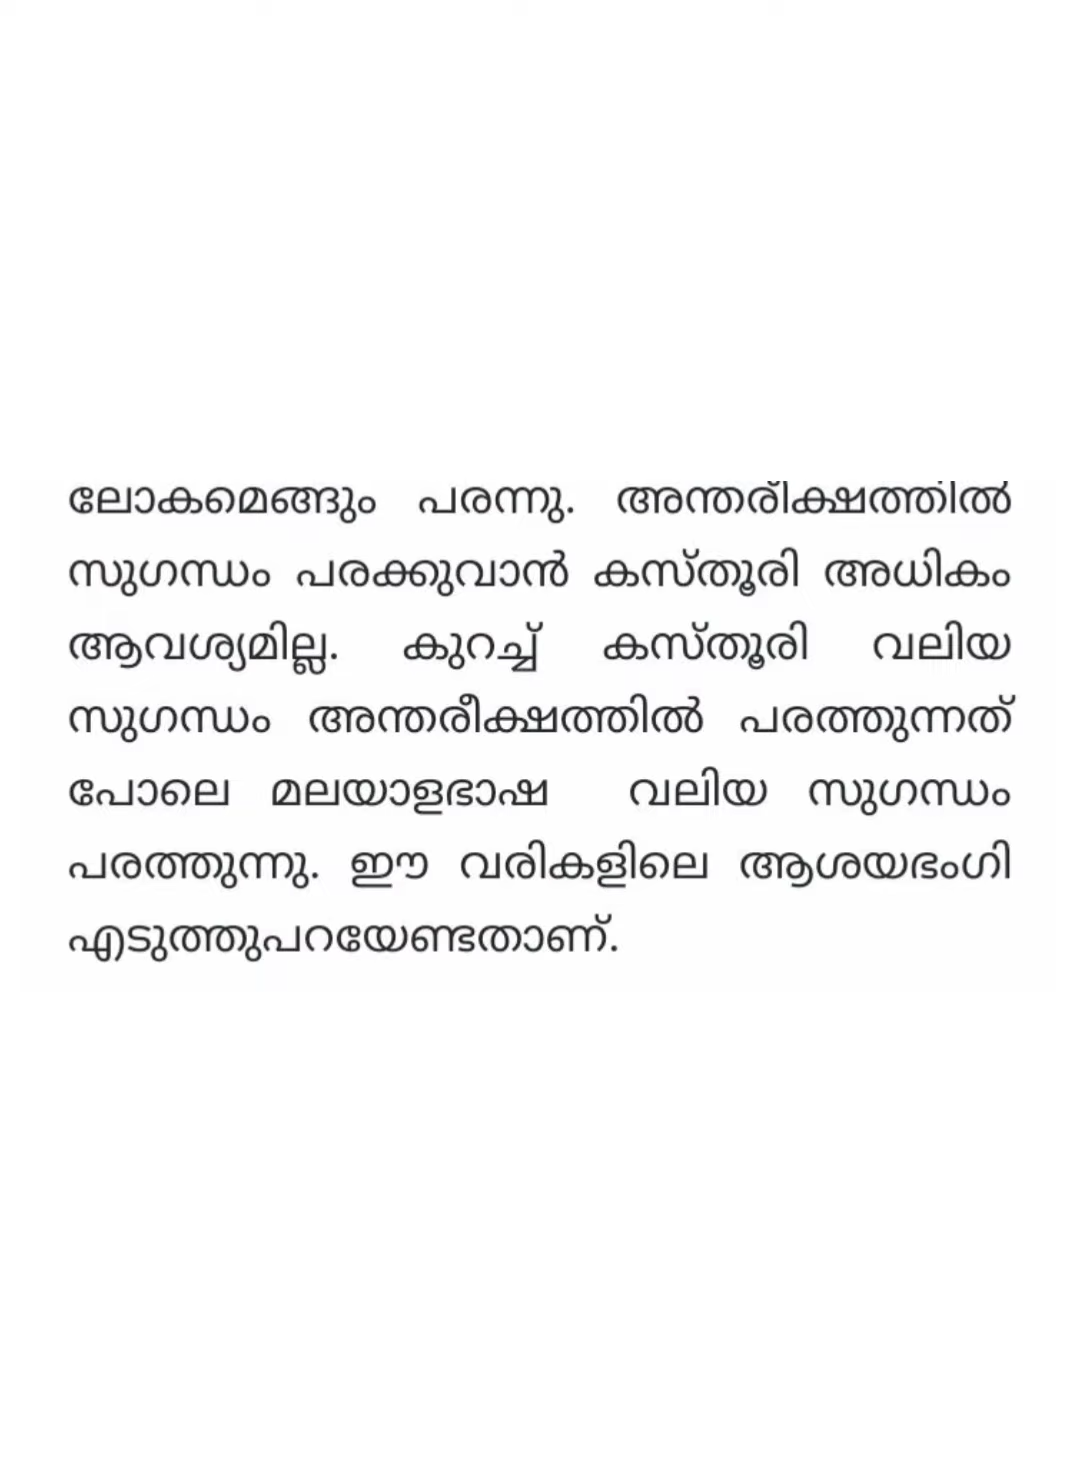 ലോകമെങ്ങും പരന്നു. അന്തരീക്ഷത്തിൽ
സുഗന്ധം പരക്കുവാൻ കസ്തൂരി അധികം
ആവശ്യമില്ല. കുറച്ച് കസ്തൂരി വലിയ
സുഗന്ധം അന്തരീക്ഷത്തിൽ പരത്തുന്നത്
പോലെ മലയാളഭാഷ വലിയ സുഗന്ധം
പരത്തുന്നു. ഈ വരികളിലെ ആശയഭംഗി
എടുത്തുപറയേണ്ടതാണ്.